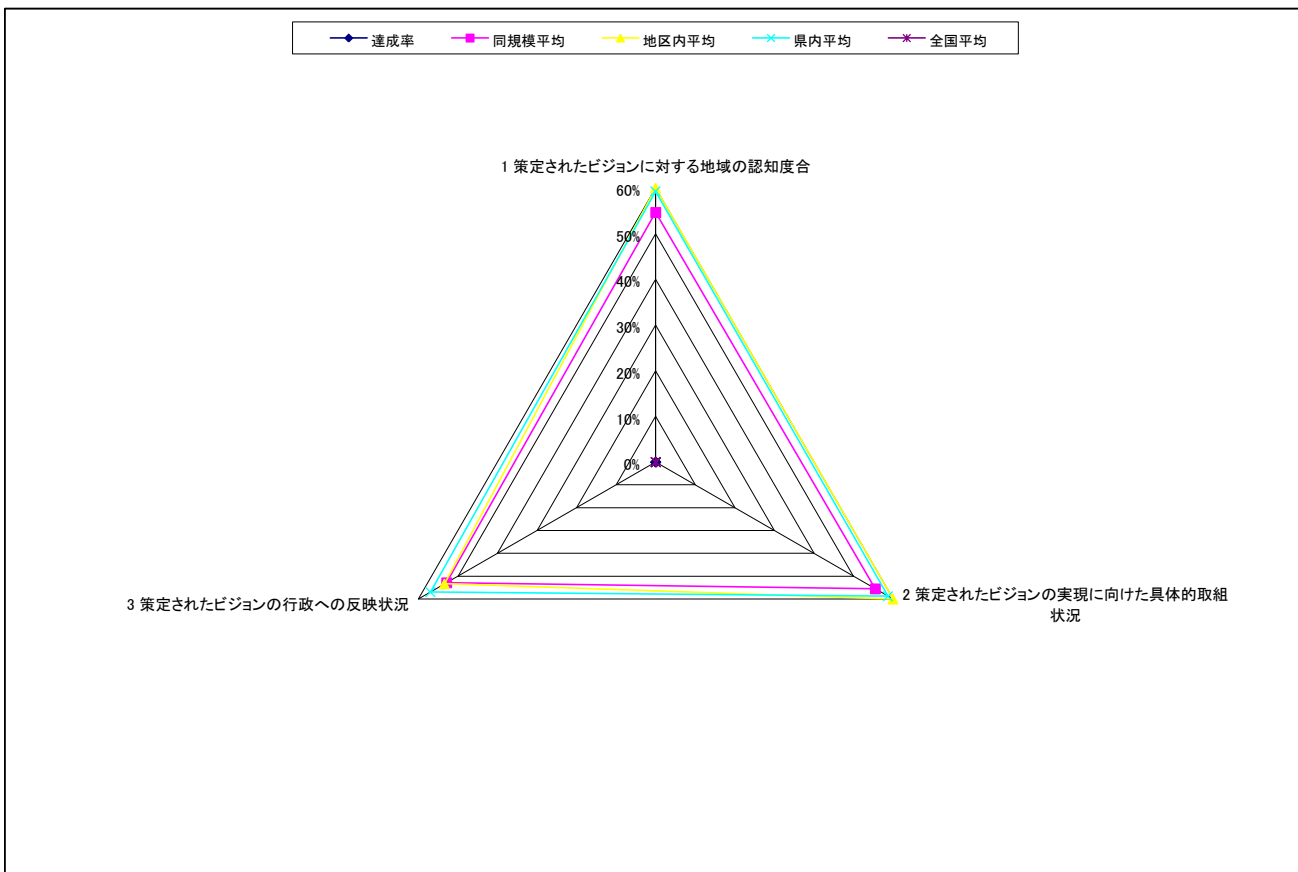 達成率 同規模平均 地区内平均 県内平均 全国平均
1 策定されたビジョンに対する地域の認知度合
60%
50%
40%
30%
20%
10%
0%
2 策定されたビジョンの実現に向けた具体的取組
状況
3 策定されたビジョンの行政への反映状況